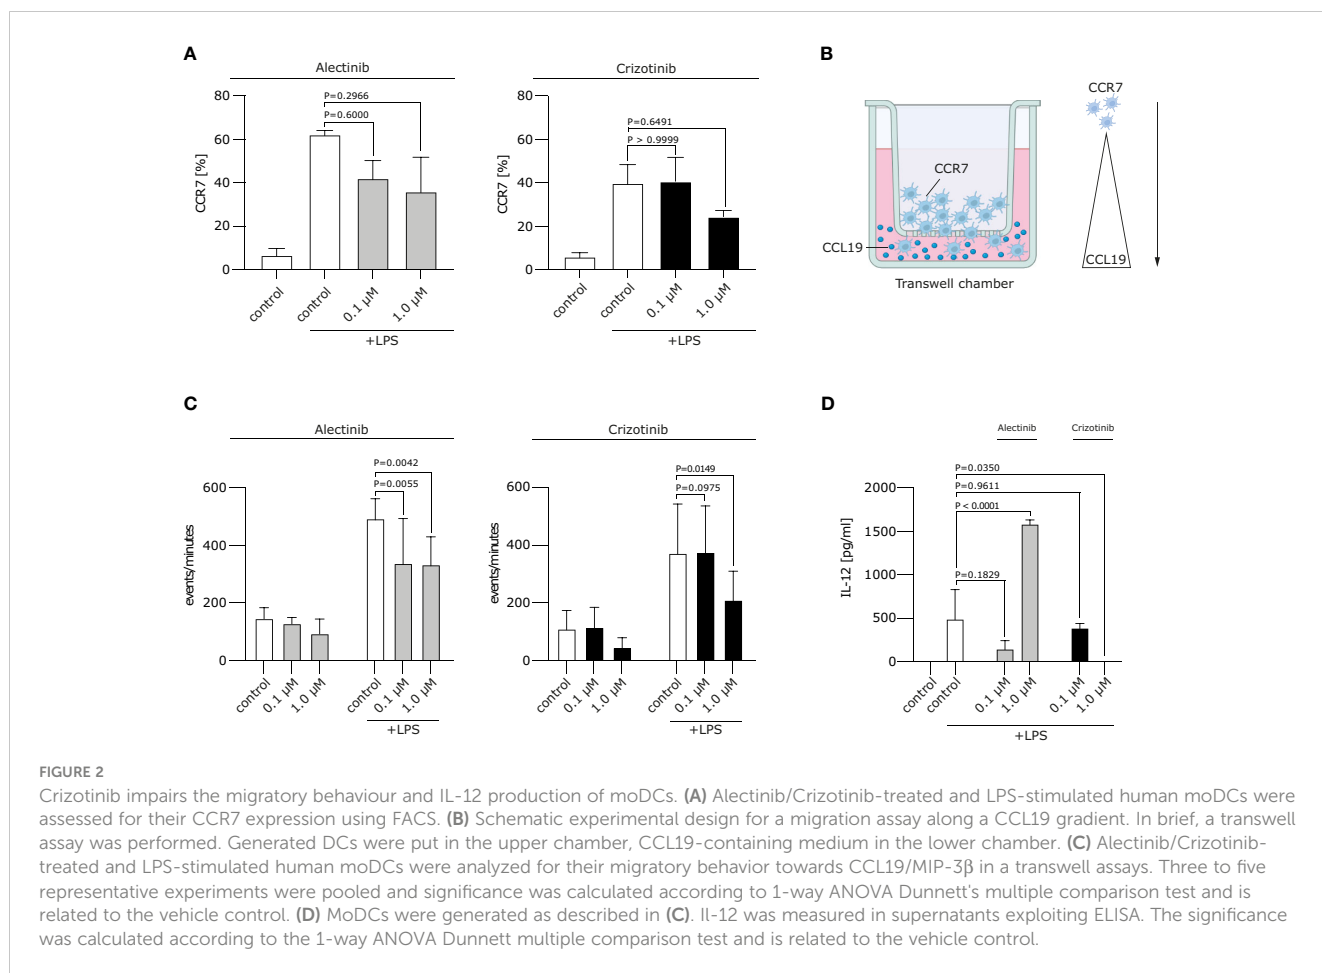 A
Alectinib
P=0.2966
P=0.6000
CCR7 [%]
80
60
40
20
0
control
control
0.1 µM
1.0 µM
+LPS
Crizotinib
P=0.6491
P > 0.9999
CCR7 [%]
80
60
40
20
0
control
control
0.1 µM
1.0 µM
+LPS
B
CCR7
CCL19
Transwell chamber
CCR7
CCL19
C
Alectinib
P=0.0042
P=0.0055
events/minutes
600
400
200
0
control
0.1 µM
1.0 µM
control
0.1 µM
1.0 µM
+LPS
Crizotinib
P=0.0149
P=0.0975
events/minutes
600
400
200
0
control
0.1 µM
1.0 µM
control
0.1 µM
1.0 µM
+LPS
D
Alectinib
Crizotinib
P=0.0350
P=0.9611
P < 0.0001
P=0.1829
IL-12 [pg/ml]
2000
1500
1000
500
0
control
control
0.1 µM
1.0 µM
0.1 µM
1.0 µM
+LPS
FIGURE 2
Crizotinib impairs the migratory behaviour and IL-12 production of moDCs. (A) Alectinib/Crizotinib-treated and LPS-stimulated human moDCs were
assessed for their CCR7 expression using FACS. (B) Schematic experimental design for a migration assay along a CCL19 gradient. In brief, a transwell
assay was performed. Generated DCs were put in the upper chamber, CCL19-containing medium in the lower chamber. (C) Alectinib/Crizotinib-
treated and LPS-stimulated human moDCs were analyzed for their migratory behavior towards CCL19/MIP-3β in a transwell assays. Three to five
representative experiments were pooled and significance was calculated according to 1-way ANOVA Dunnett's multiple comparison test and is
related to the vehicle control. (D) MoDCs were generated as described in (C). Il-12 was measured in supernatants exploiting ELISA. The significance
was calculated according to the 1-way ANOVA Dunnett multiple comparison test and is related to the vehicle control.